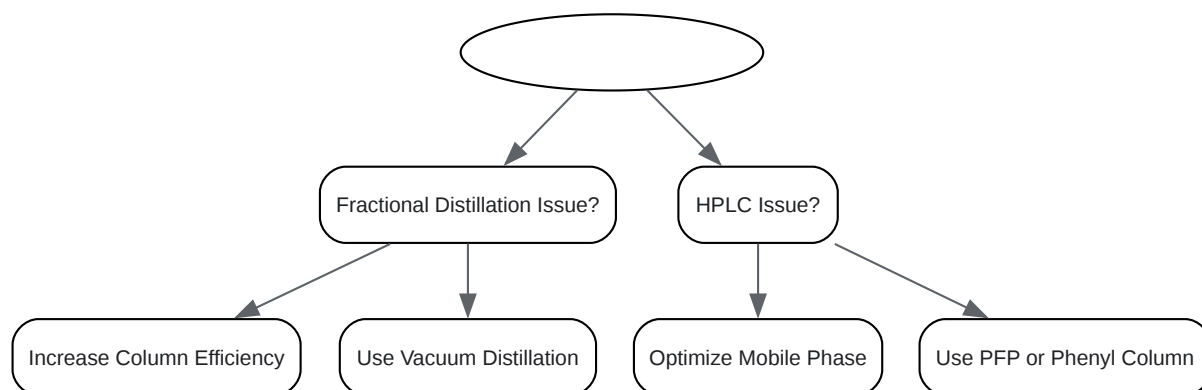 Fractional Distillation Issue?
HPLC Issue?
Increase Column Efficiency
Use Vacuum Distillation
Optimize Mobile Phase
Use PFP or Phenyl Column